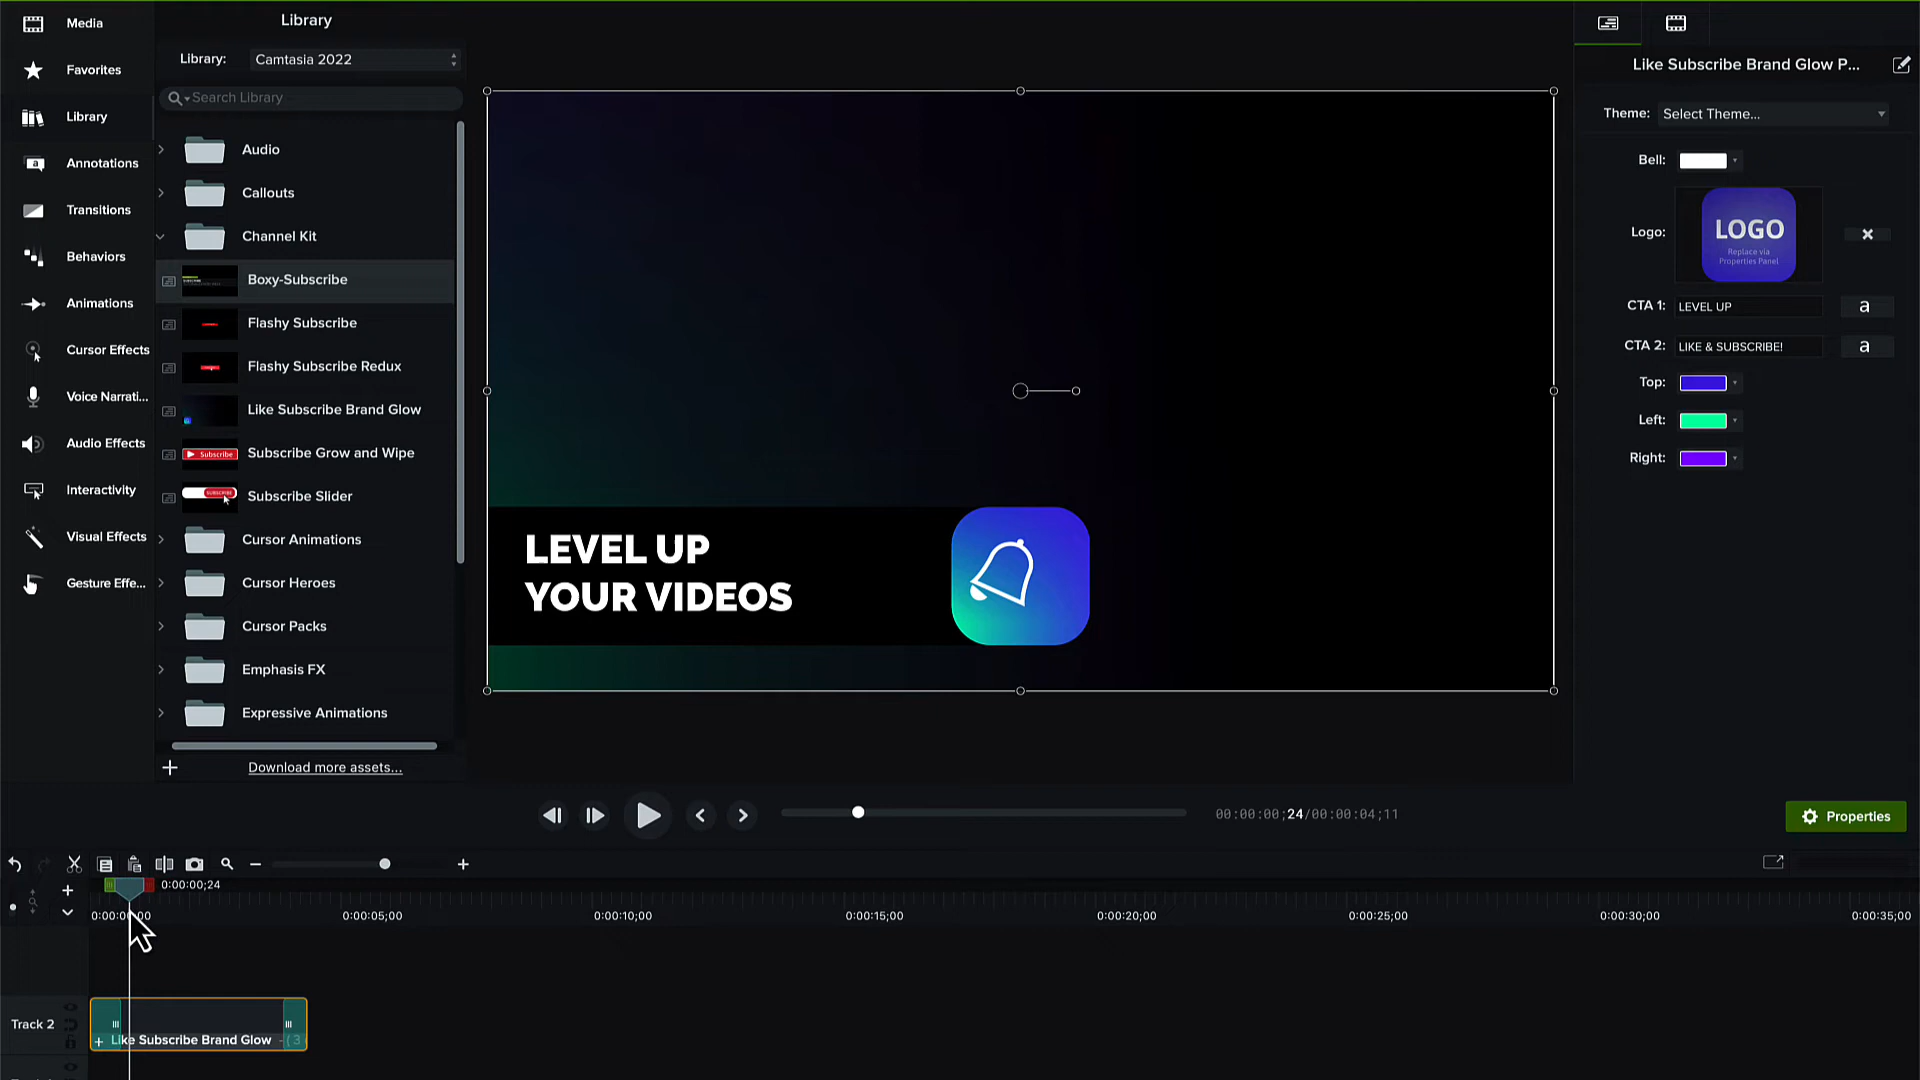 Media
Favorites
Library
Annotations
Transitions
Behaviors
Animations
Cursor Effects
Voice Narrati...
Audio Effects
Interactivity
Visual Effects
Gesture Effe...
Library
Library:
Camtasia 2022
Search Library
Audio
Callouts
Channel Kit
Boxy-Subscribe
Flashy Subscribe
Flashy Subscribe Redux
Like Subscribe Brand Glow
Subscribe
Subscribe Grow and Wipe
SUBSCRIBE
Subscribe Slider
Cursor Animations
Cursor Heroes
Cursor Packs
Emphasis FX
Expressive Animations
Download more assets...
LEVEL UP
YOUR VIDEOS
Like Subscribe Brand Glow P...
Theme:
Select Theme...
Bell:
Logo:
LOGO
Replace via
Properties Panel
CTA 1:
LEVEL UP
a
CTA 2:
LIKE & SUBSCRIBE!
a
Top:
Left:
Right:
00:00:00;24/00:00:04;11
Properties
0:00:00;24
0:00:05;00
0:00:10;00
0:00:15;00
0:00:20;00
0:00:25;00
0:00:30;00
0:00:35;00
Track 2
Like Subscribe Brand Glow